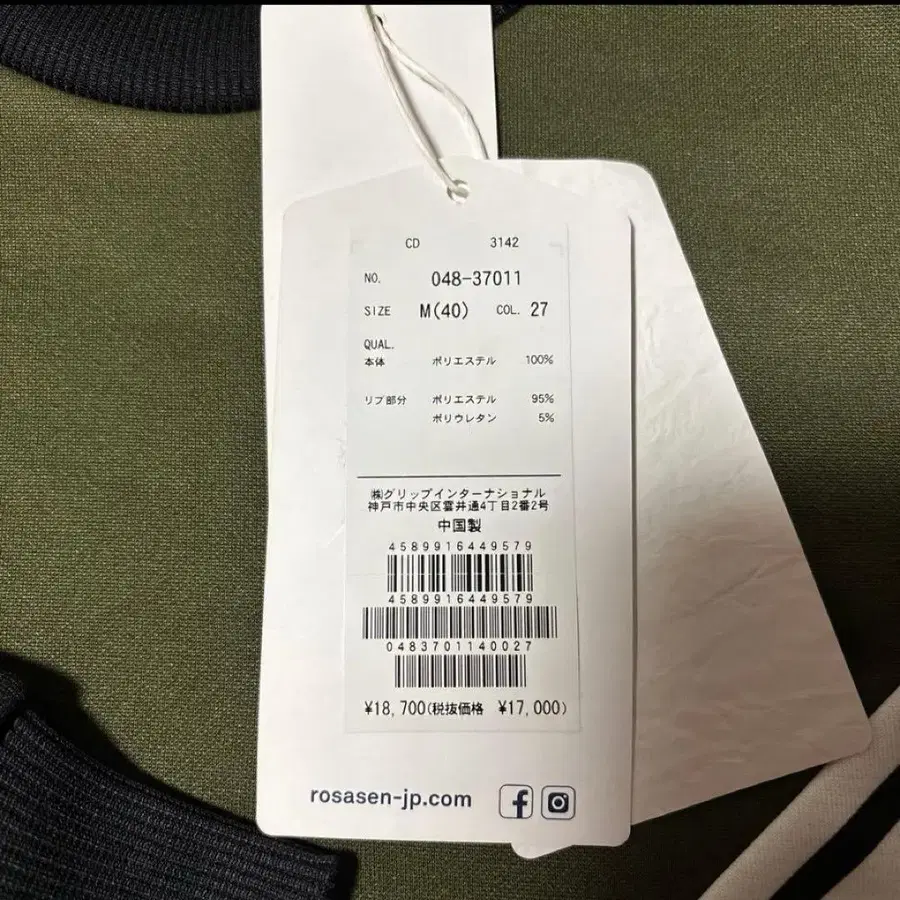 CD 3142
NO. 048-37011
SIZE M(40) COL. 27
QUAL.
本体 ポリエステル 100%
リブ部分 ポリエステル 95%
ポリウレタン 5%
㈱グリップインターナショナル
神戸市中央区雲井通4丁目2番2号
中国製
4589916449579
4589916449579
0483701140027
¥18,700(税抜価格 ¥17,000)
rosasen-jp.com